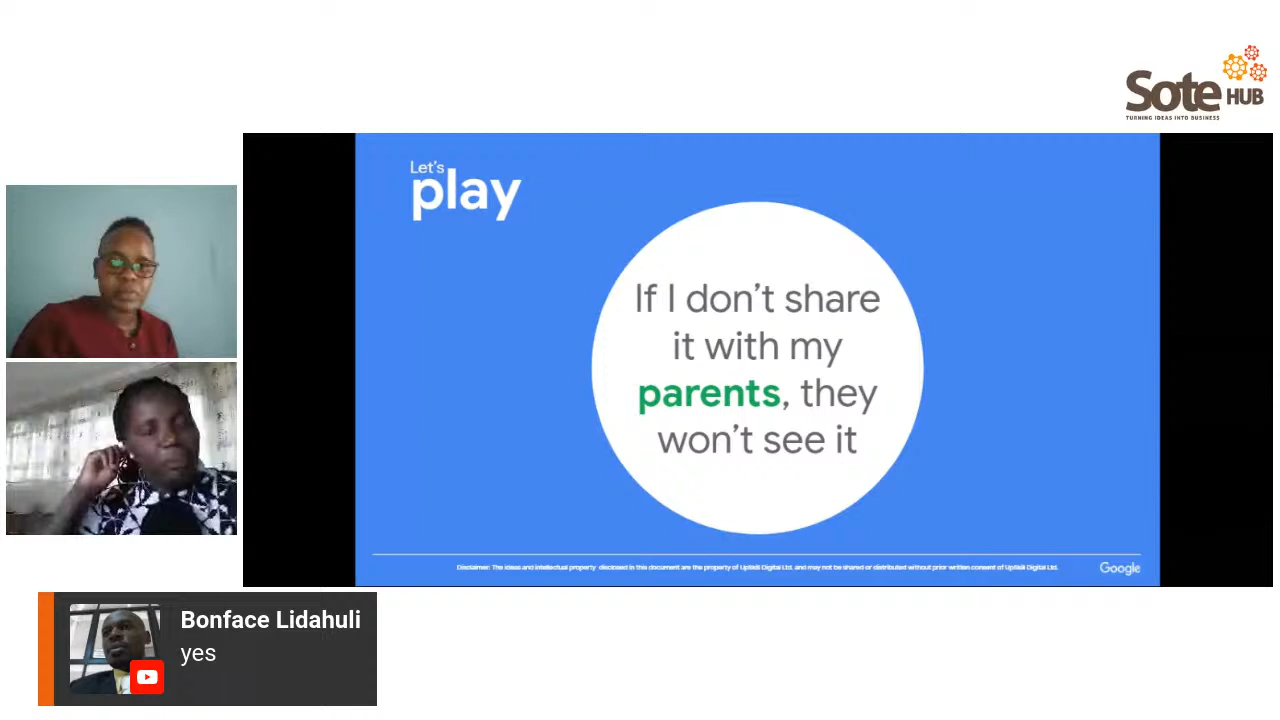 Sote HUB
TURNING IDEAS INTO BUSINESS
Let's
play
If I don't share
it with my
parents, they
won't see it
Disclaimer: The ideas and intellectual property disclosed in this document are the property of UpSkill Digital Ltd. and may not be shared or distributed without prior written consent of UpSkill Digital Ltd.
Google
Bonface Lidahuli
yes